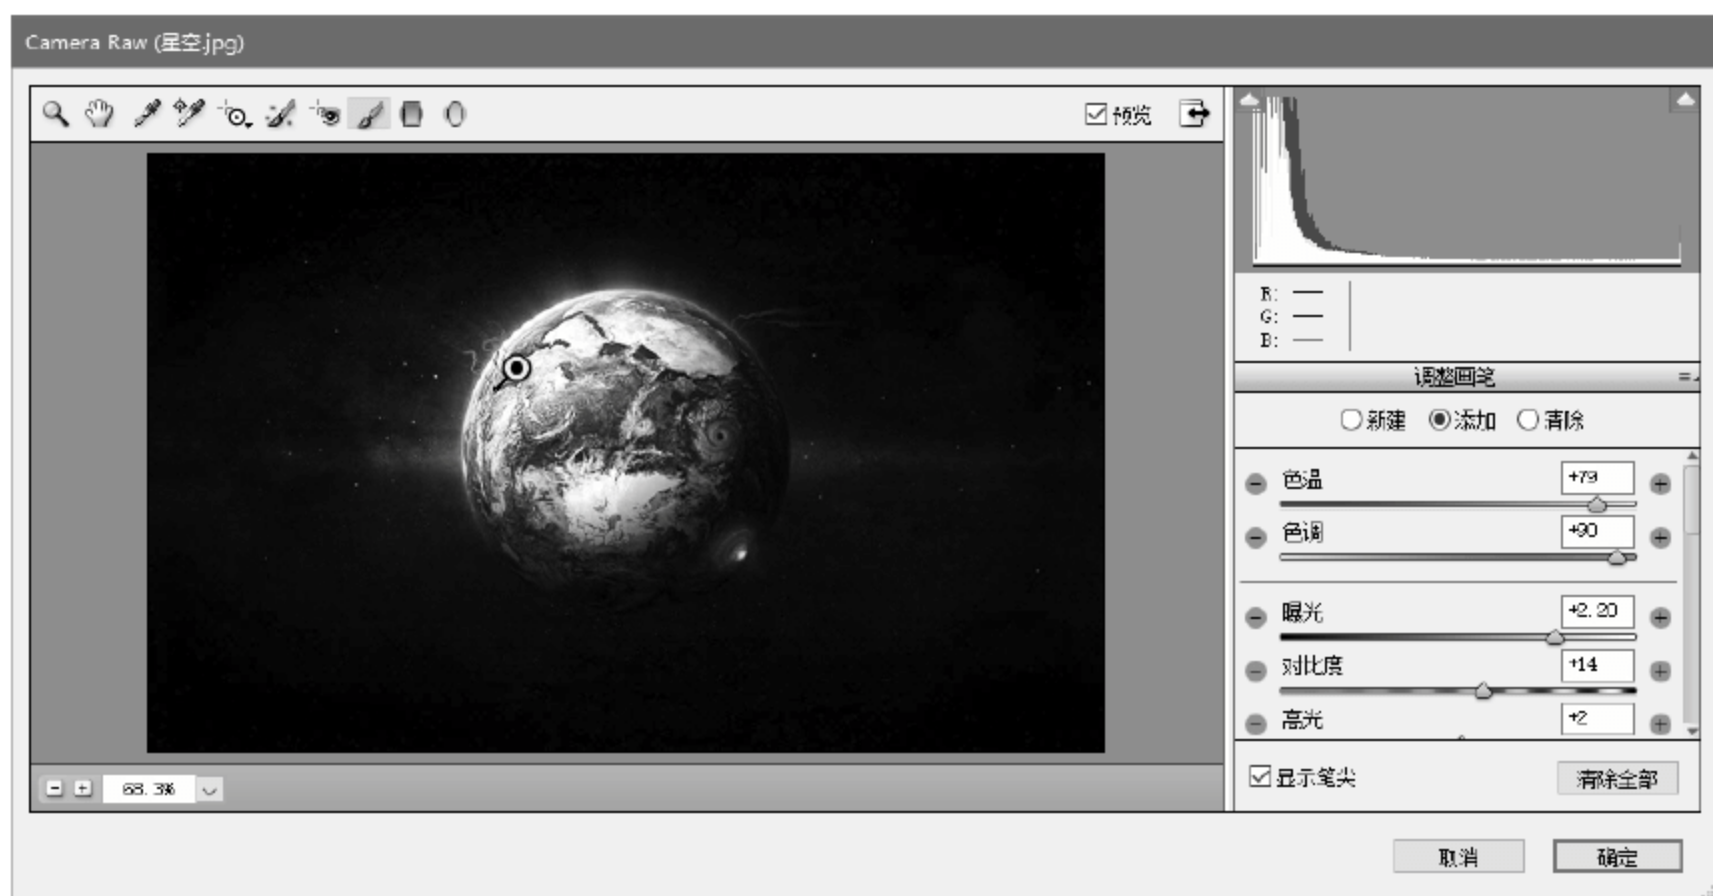 Camera Raw (星空.jpg)
预览
R:
G:
B:
调整画笔
新建 添加 清除
色温 +79
色调 +90
曝光 +2.20
对比度 +14
高光 +2
显示笔尖 清除全部
68.3%
取消 确定